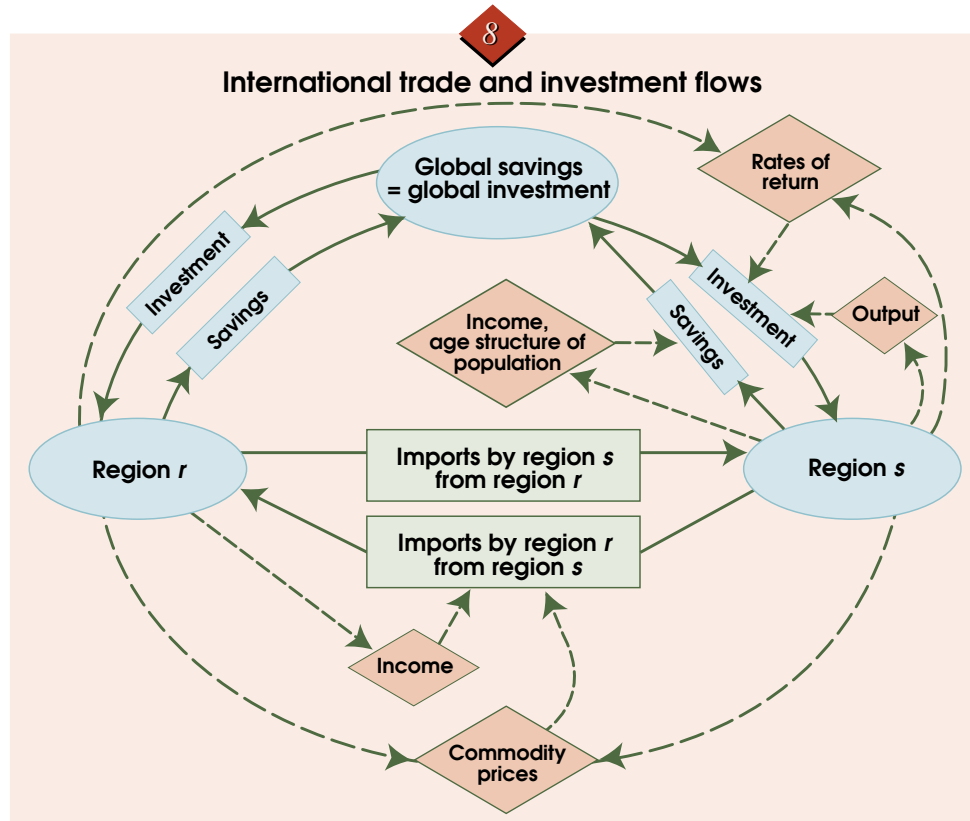 8
International trade and investment flows
Global savings
= global investment
Rates of
return
Investment
Savings
Investment
Savings
Output
Income,
age structure of
population
Region r
Imports by region s
from region r
Region s
Imports by region r
from region s
Income
Commodity
prices